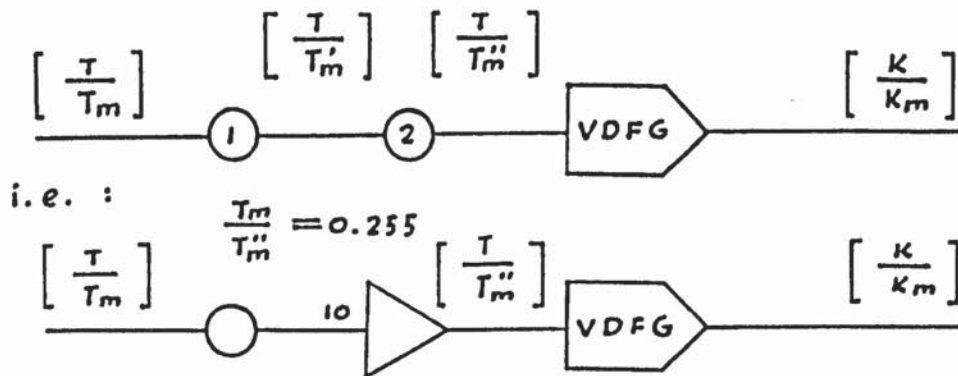 [T/Tm] [T/T'm] [T/T''m] [K/Km]
1 2 VDFG
i.e. :
Tm/T''m = 0.255
[T/Tm] [T/T''m] [K/Km]
10 VDFG